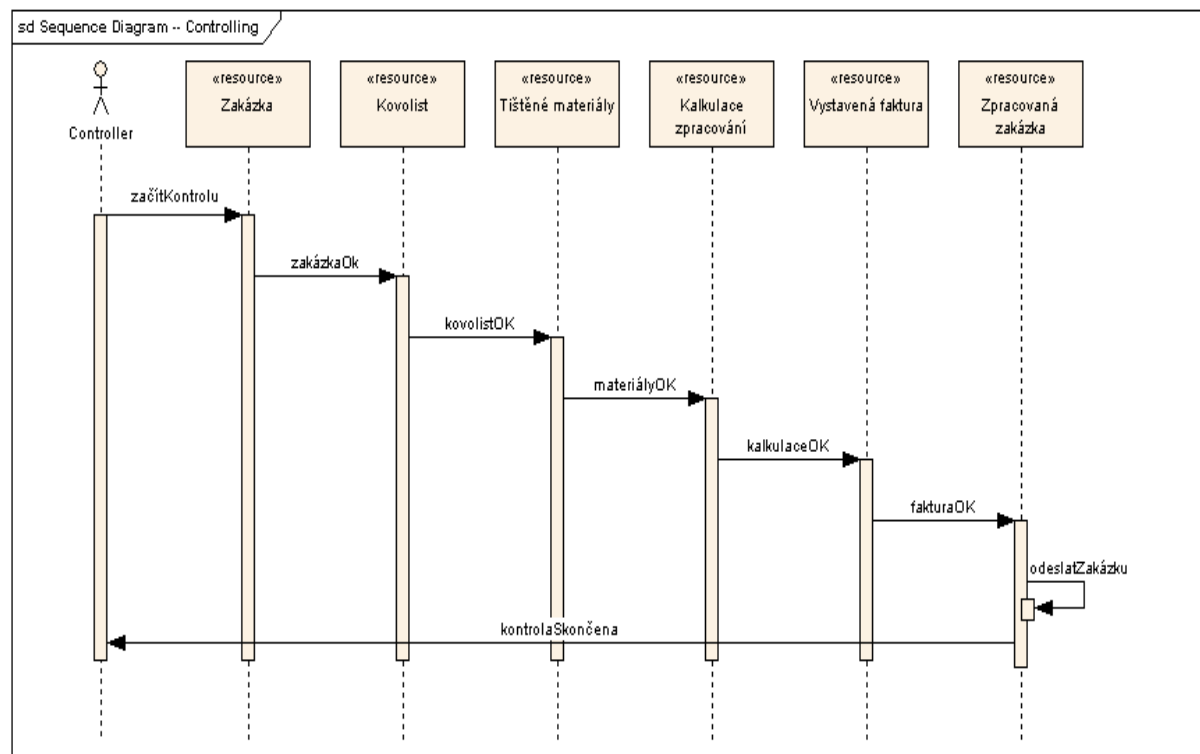 sd Sequence Diagram -- Controlling
Controller
«resource»
Zakázka
«resource»
Kovolist
«resource»
Tištěné materiály
«resource»
Kalkulace
zpracování
«resource»
Vystavená faktura
«resource»
Zpracovaná
zakázka
začítKontrolu
zakázkaOk
kovolistOK
materiályOK
kalkulaceOK
fakturaOK
odeslatZakázku
kontrolaSkončena